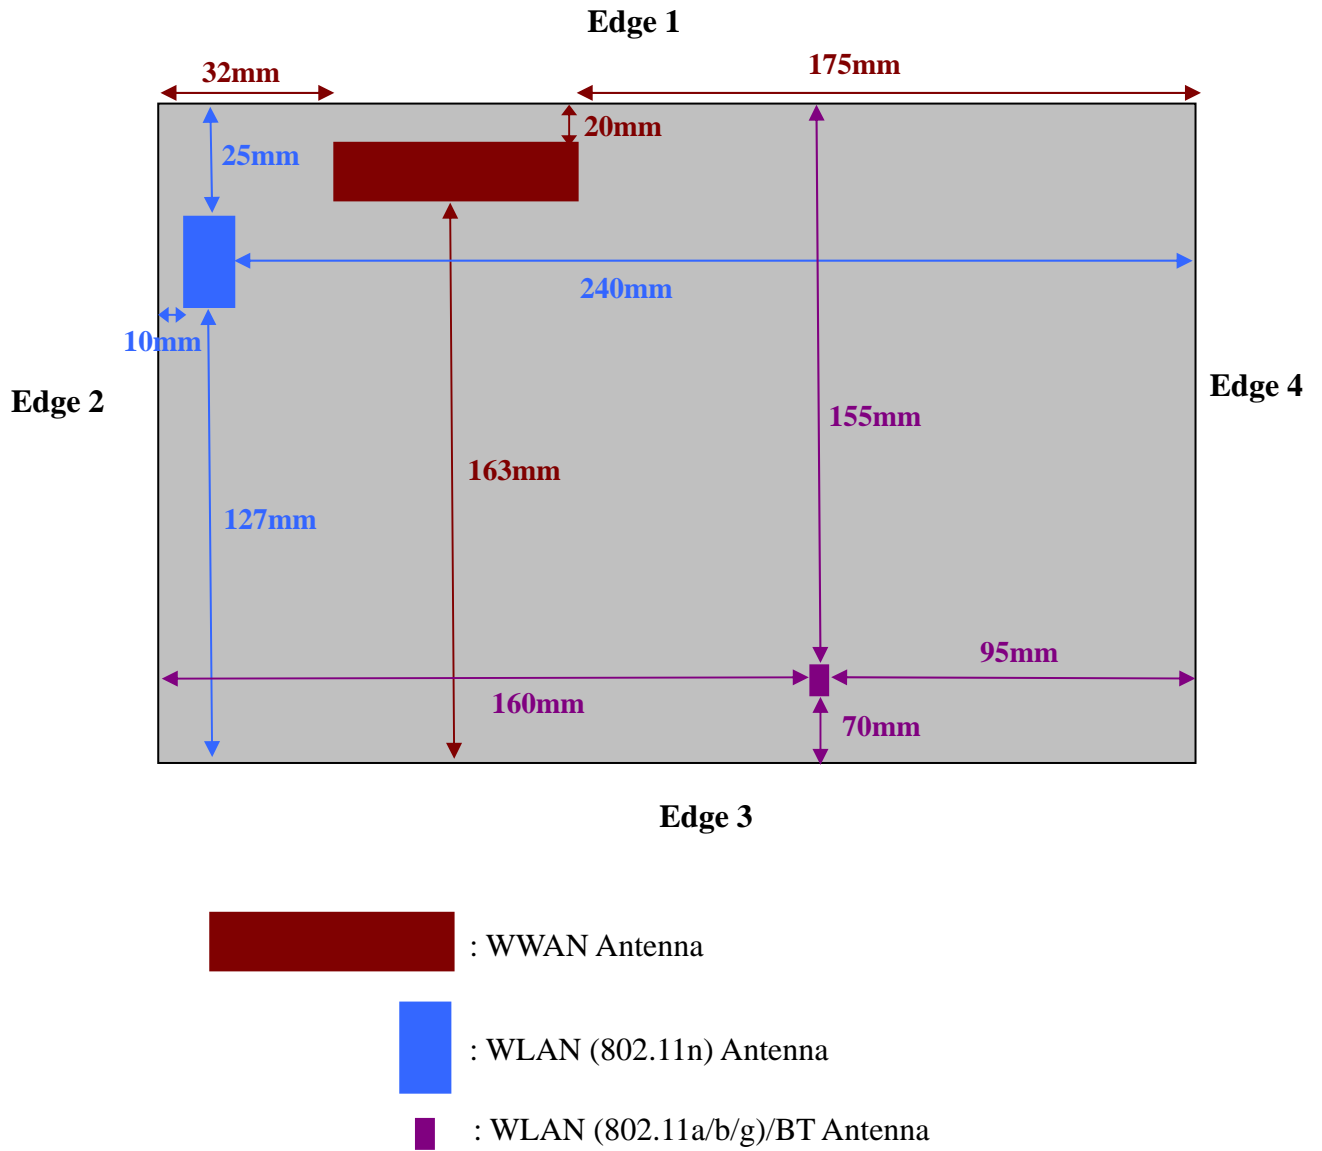 Edge 1
32mm
175mm
20mm
25mm
240mm
10mm
Edge 2
Edge 4
155mm
163mm
127mm
95mm
160mm
70mm
Edge 3
: WWAN Antenna
: WLAN (802.11n) Antenna
: WLAN (802.11a/b/g)/BT Antenna